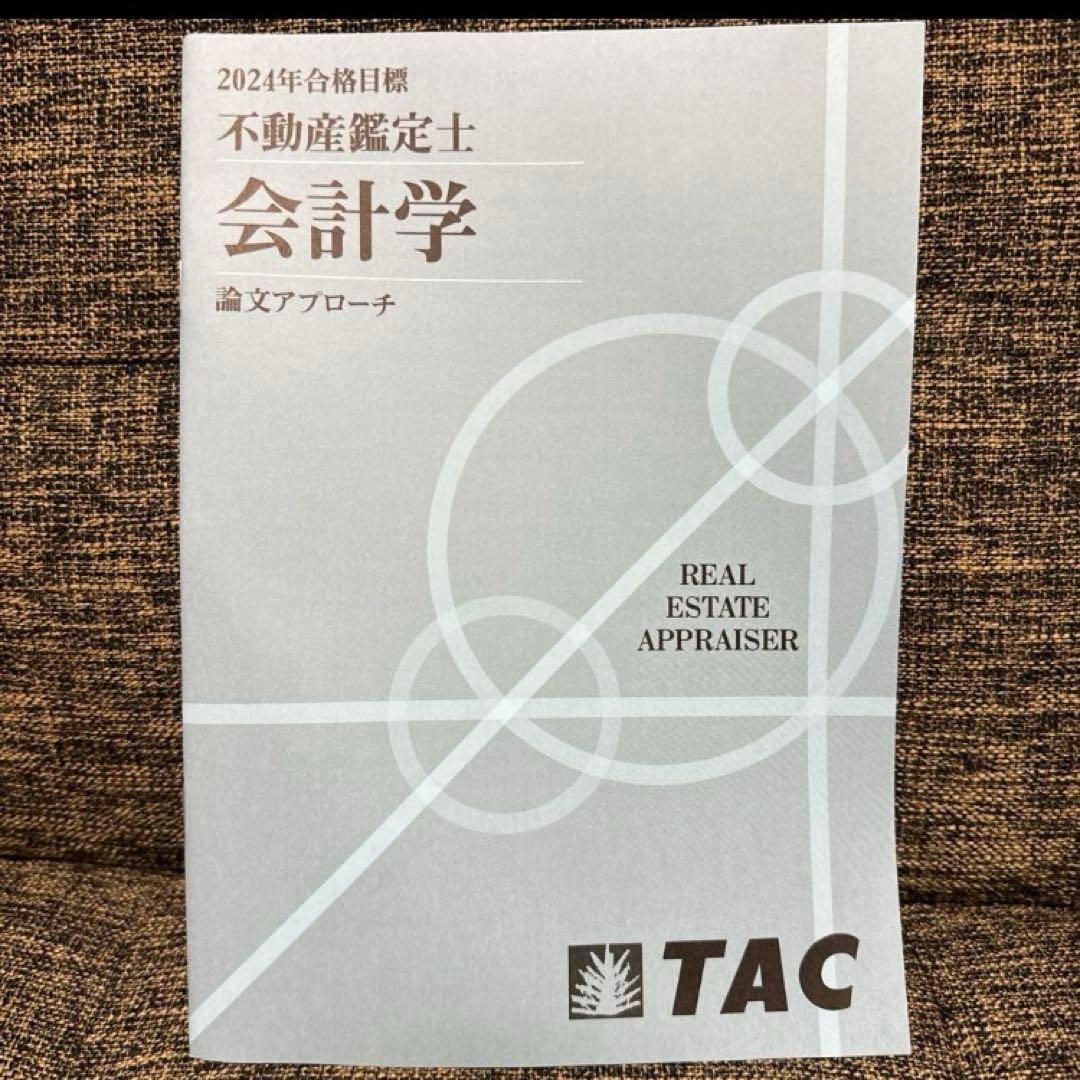 2024年合格目標
不動産鑑定士
会計学
論文アプローチ
REAL
ESTATE
APPRAISER
TAC